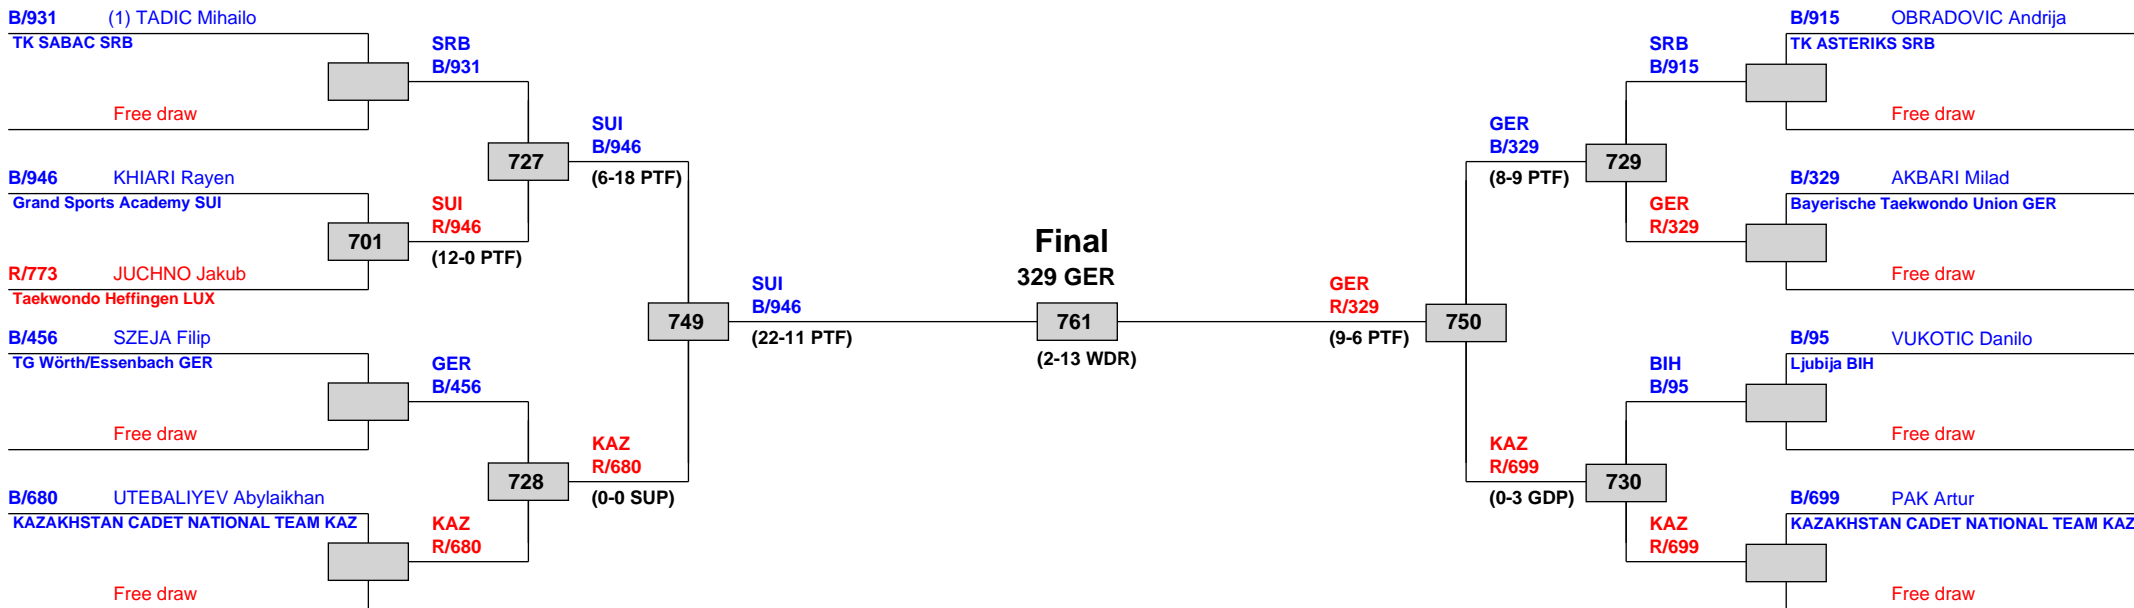 B/931 (1) TADIC Mihailo
TK SABAC SRB
Free draw
B/946 KHIARI Rayen
Grand Sports Academy SUI
R/773 JUCHNO Jakub
Taekwondo Heffingen LUX
B/456 SZEJA Filip
TG Wörth/Essenbach GER
Free draw
B/680 UTEBALIYEV Abylaikhan
KAZAKHSTAN CADET NATIONAL TEAM KAZ
Free draw
701
SRB
B/931
SUI
R/946
(12-0 PTF)
GER
B/456
KAZ
R/680
727
728
SUI
B/946
(6-18 PTF)
KAZ
R/680
(0-0 SUP)
749
SUI
B/946
(22-11 PTF)
Final
329 GER
761
(2-13 WDR)
GER
R/329
(9-6 PTF)
750
GER
B/329
(8-9 PTF)
KAZ
R/699
(0-3 GDP)
729
730
SRB
B/915
GER
R/329
BIH
B/95
KAZ
R/699
B/915 OBRADOVIC Andrija
TK ASTERIKS SRB
Free draw
B/329 AKBARI Milad
Bayerische Taekwondo Union GER
Free draw
B/95 VUKOTIC Danilo
Ljubija BIH
Free draw
B/699 PAK Artur
KAZAKHSTAN CADET NATIONAL TEAM KAZ
Free draw